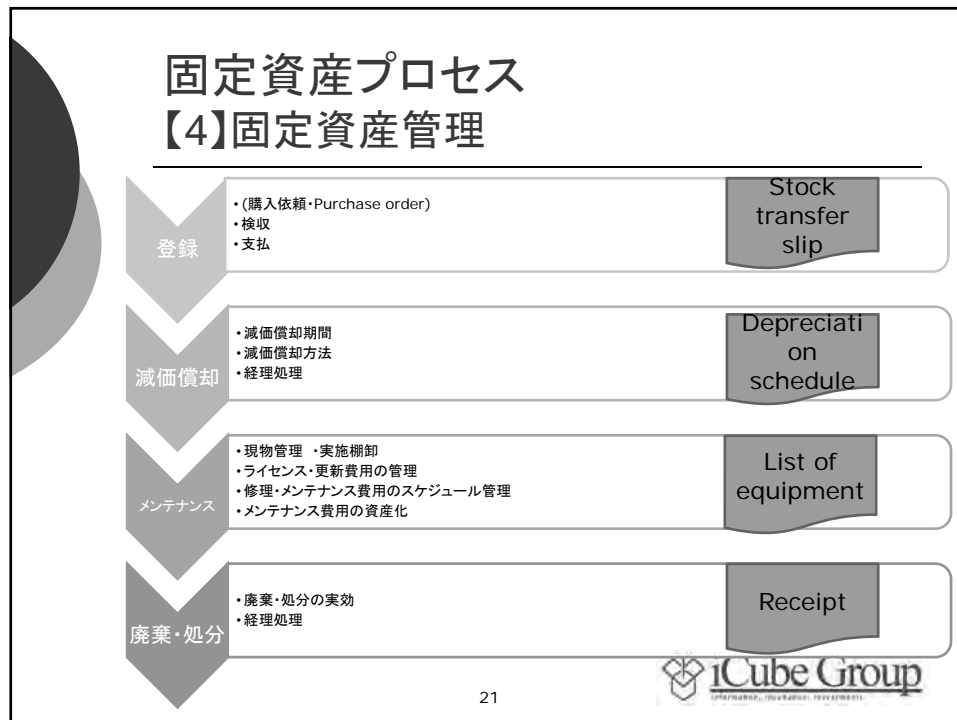 固定資産プロセス
【4】固定資産管理
登録
・(購入依頼・Purchase order)
・検収
・支払
Stock
transfer
slip
減価償却
・減価償却期間
・減価償却方法
・経理処理
Depreciati
on
schedule
メンテナンス
・現物管理 ・実施棚卸
・ライセンス・更新費用の管理
・修理・メンテナンス費用のスケジュール管理
・メンテナンス費用の資産化
List of
equipment
廃棄・処分
・廃棄・処分の実効
・経理処理
Receipt
iCube Group
information, incubation, investments
21